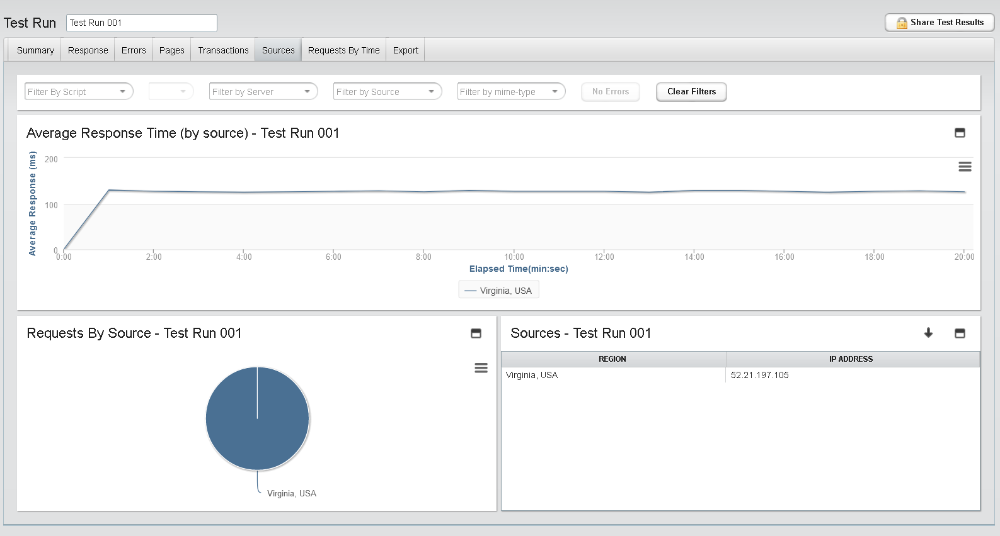 Test Run
Test Run 001
Share Test Results
Summary
Response
Errors
Pages
Transactions
Sources
Requests By Time
Export
Filter By Script
Filter by Server
Filter by Source
Filter by mime-type
No Errors
Clear Filters
Average Response Time (by source) - Test Run 001
Average Response (ms)
200
100
0
0:00
2:00
4:00
6:00
8:00
10:00
12:00
14:00
16:00
18:00
20:00
Elapsed Time(min:sec)
Virginia, USA
Requests By Source - Test Run 001
Virginia, USA
Sources - Test Run 001
REGION
IP ADDRESS
Virginia, USA
52.21.197.105